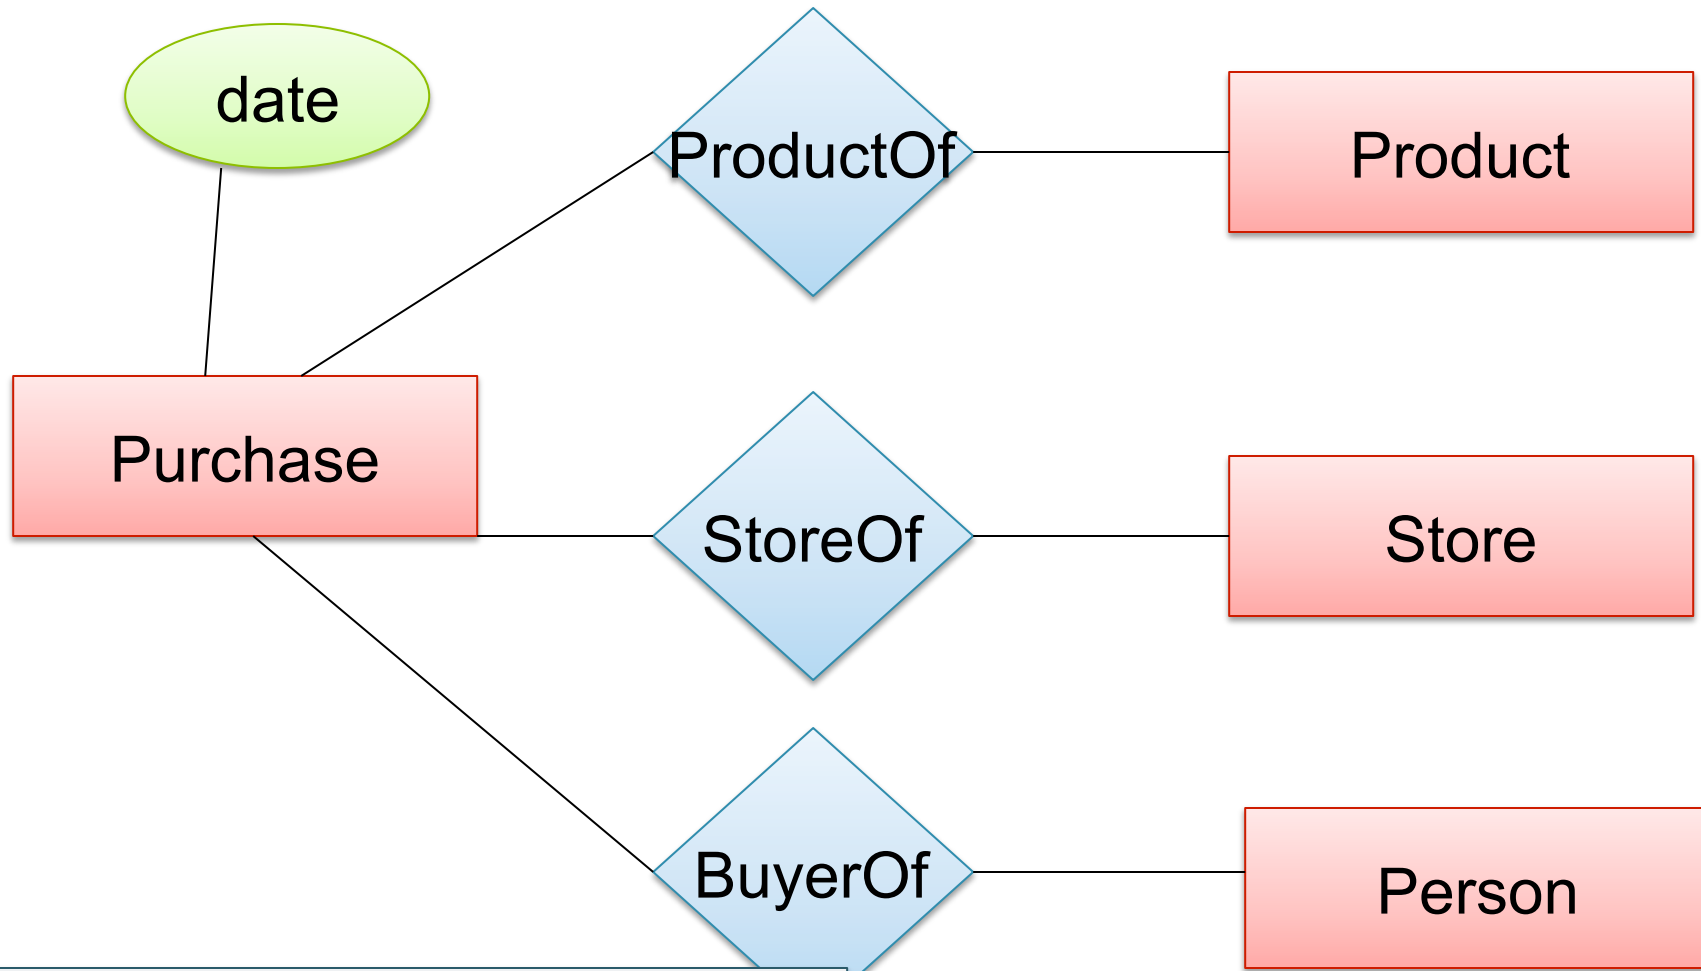 date
ProductOf
Product
Purchase
StoreOf
Store
BuyerOf
Person